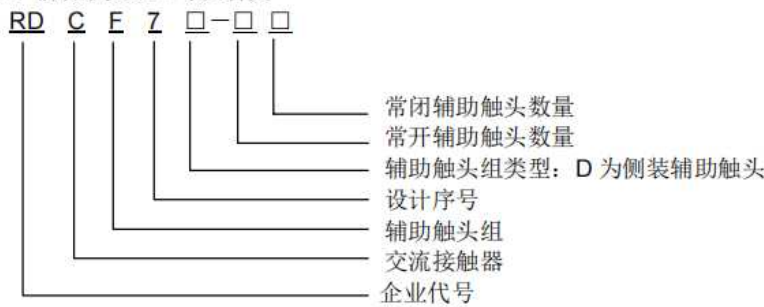 RD C F 7 □-□ □
常闭辅助触头数量
常开辅助触头数量
辅助触头组类型：D 为侧装辅助触头
设计序号
辅助触头组
交流接触器
企业代号